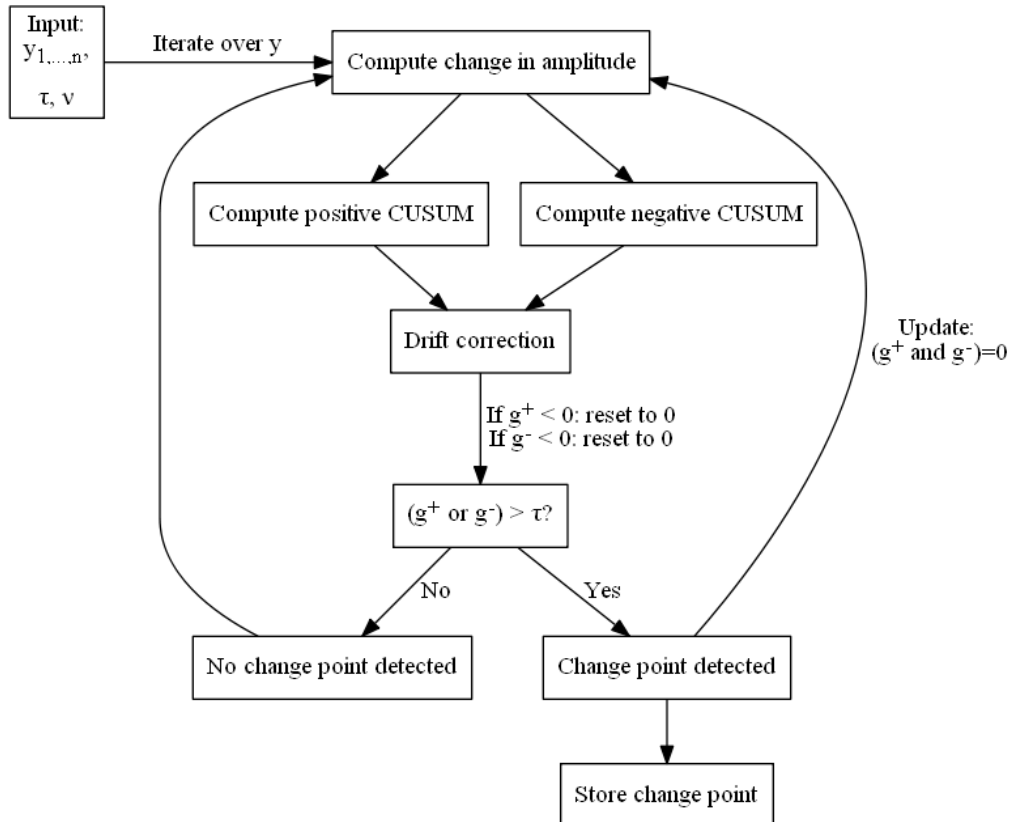 Input:
y₁,...,ₙ,
τ, ν
Iterate over y
Compute change in amplitude
Compute positive CUSUM
Compute negative CUSUM
Drift correction
Update:
(g⁺ and g⁻)=0
If g⁺ < 0: reset to 0
If g⁻ < 0: reset to 0
(g⁺ or g⁻) > τ?
No
Yes
No change point detected
Change point detected
Store change point